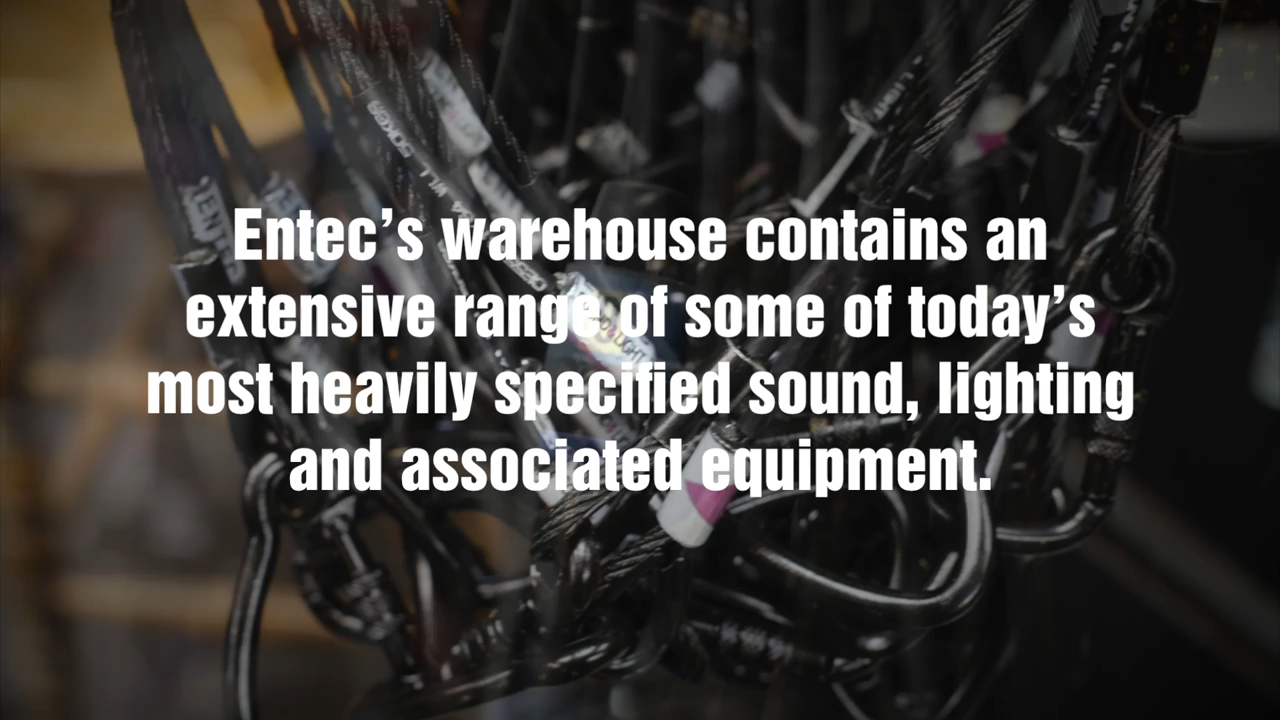 Entec’s warehouse contains an
extensive range of some of today’s
most heavily specified sound, lighting
and associated equipment.